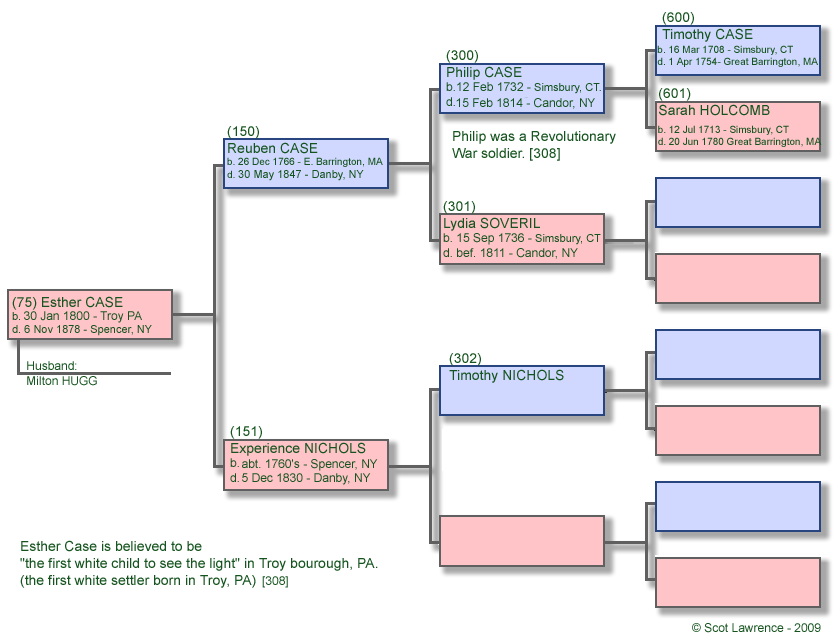 (600)
Timothy CASE
b. 16 Mar 1708 - Simsbury, CT
d. 1 Apr 1754- Great Barrington, MA
(300)
Philip CASE
b.12 Feb 1732 - Simsbury, CT.
d.15 Feb 1814 - Candor, NY
(601)
Sarah HOLCOMB
b. 12 Jul 1713 - Simsbury, CT
d. 20 Jun 1780 Great Barrington, MA
(150)
Reuben CASE
b. 26 Dec 1766 - E. Barrington, MA
d. 30 May 1847 - Danby, NY
Philip was a Revolutionary
War soldier. [308]
(301)
Lydia SOVERIL
b. 15 Sep 1736 - Simsbury, CT
d. bef. 1811 - Candor, NY
(75) Esther CASE
b. 30 Jan 1800 - Troy PA
d. 6 Nov 1878 - Spencer, NY
Husband:
Milton HUGG
(302)
Timothy NICHOLS
(151)
Experience NICHOLS
b. abt. 1760's - Spencer, NY
d. 5 Dec 1830 - Danby, NY
Esther Case is believed to be
"the first white child to see the light" in Troy bourough, PA.
(the first white settler born in Troy, PA) [308]
© Scot Lawrence - 2009